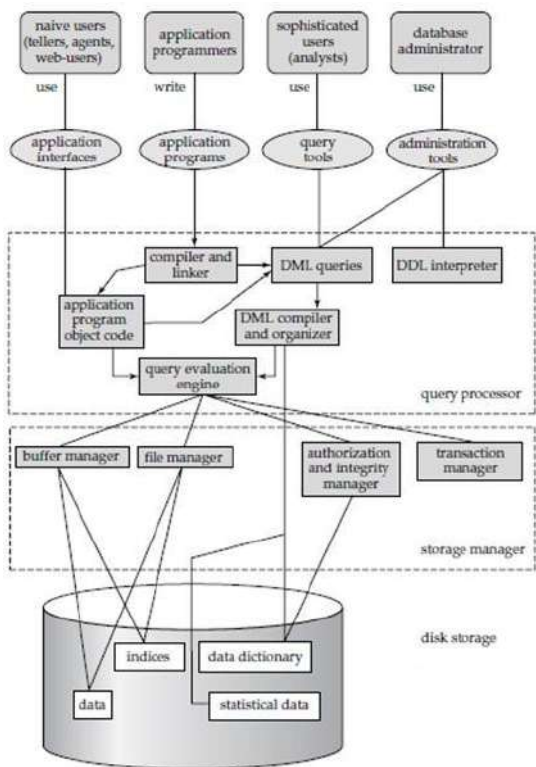 naive users
(tellers, agents,
web-users)
application
programmers
sophisticated
users
(analysts)
database
administrator
use
write
use
use
application
interfaces
application
programs
query
tools
administration
tools
compiler and
linker
DML queries
DDL interpreter
application
program
object code
DML compiler
and organizer
query evaluation
engine
query processor
buffer manager
file manager
authorization
and integrity
manager
transaction
manager
storage manager
disk storage
indices
data dictionary
data
statistical data